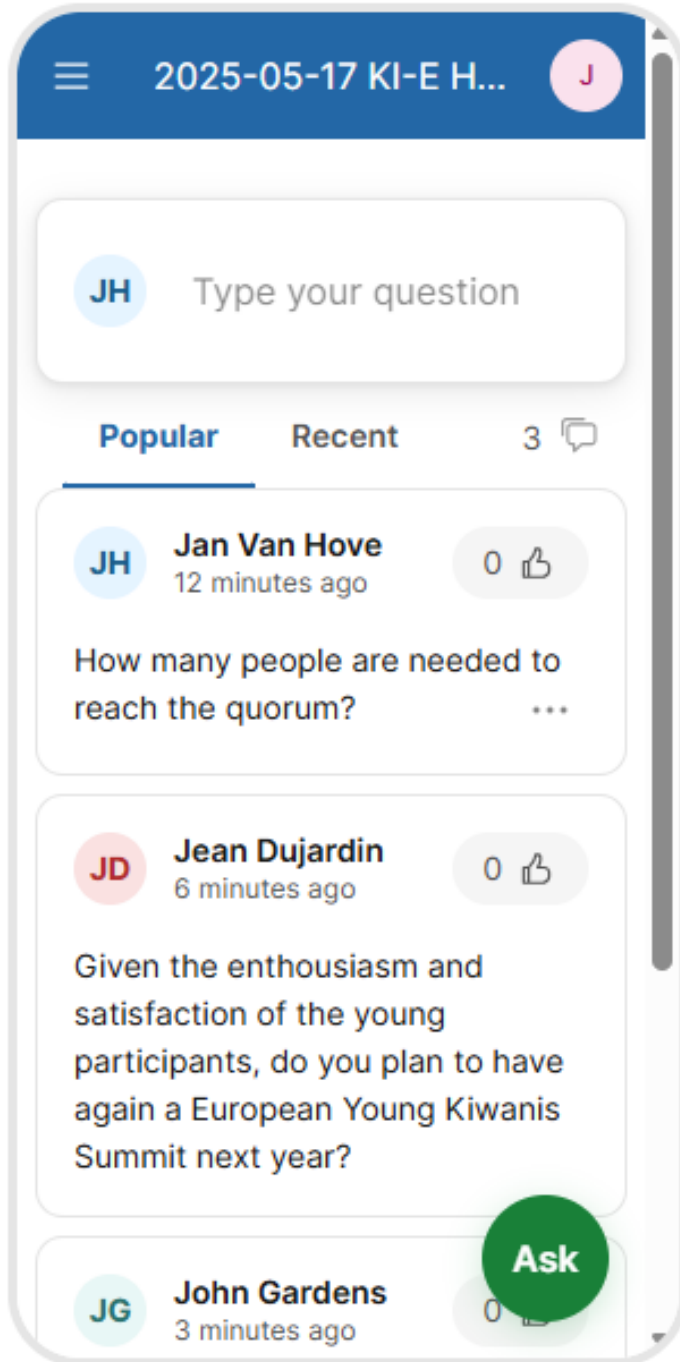 2025-05-17 KI-E H...
J
JH
Type your question
Popular
Recent
3
JH
Jan Van Hove
0
12 minutes ago
How many people are needed to
reach the quorum?
JD
Jean Dujardin
0
6 minutes ago
Given the enthousiasm and
satisfaction of the young
participants, do you plan to have
again a European Young Kiwanis
Summit next year?
Ask
JG
John Gardens
0
3 minutes ago